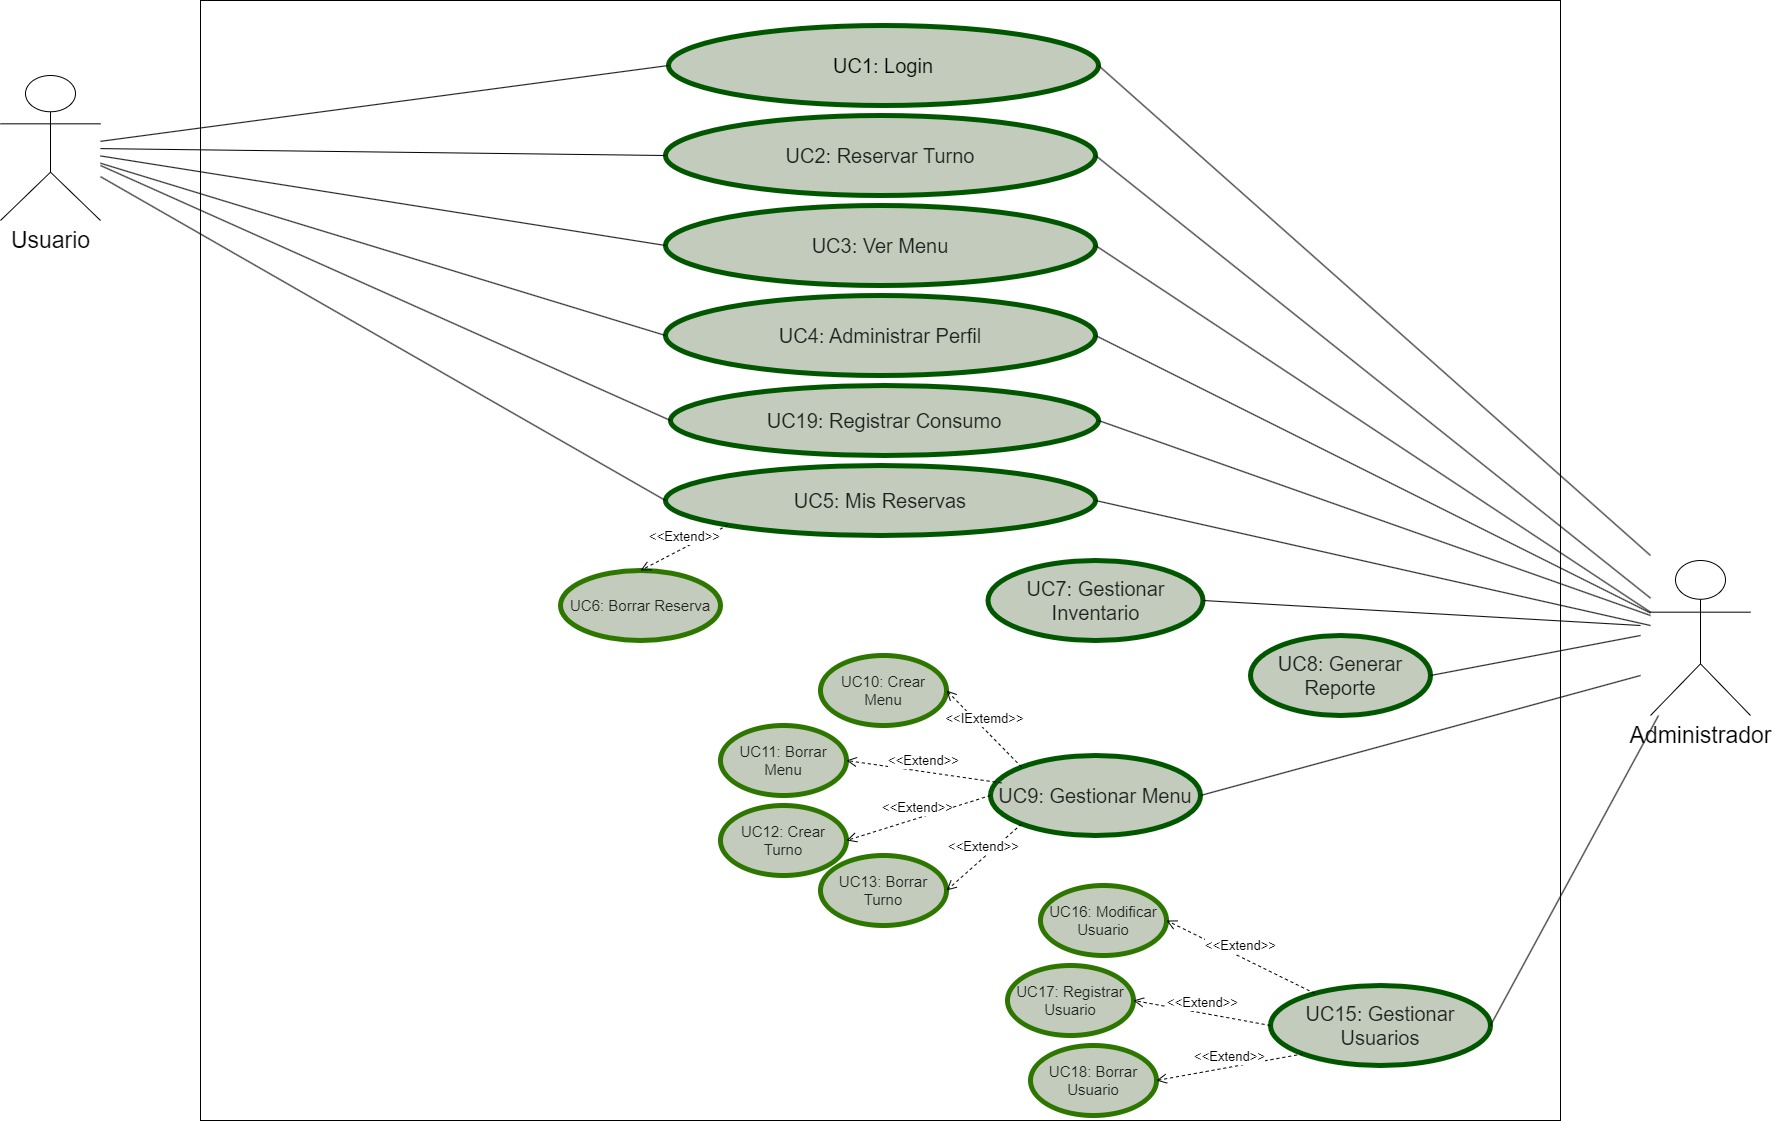 UC1: Login
UC2: Reservar Turno
Usuario
UC3: Ver Menu
UC4: Administrar Perfil
UC19: Registrar Consumo
UC5: Mis Reservas
<<Extend>>
UC6: Borrar Reserva
UC7: Gestionar
Inventario
UC8: Generar
Reporte
Administrador
UC10: Crear
Menu
<<IExtemd>>
UC11: Borrar
Menu
<<Extend>>
UC9: Gestionar Menu
<<Extend>>
UC12: Crear
Turno
<<Extend>>
UC13: Borrar
Turno
UC16: Modificar
Usuario
<<Extend>>
UC17: Registrar
Usuario
<<Extend>>
UC15: Gestionar
Usuarios
<<Extend>>
UC18: Borrar
Usuario